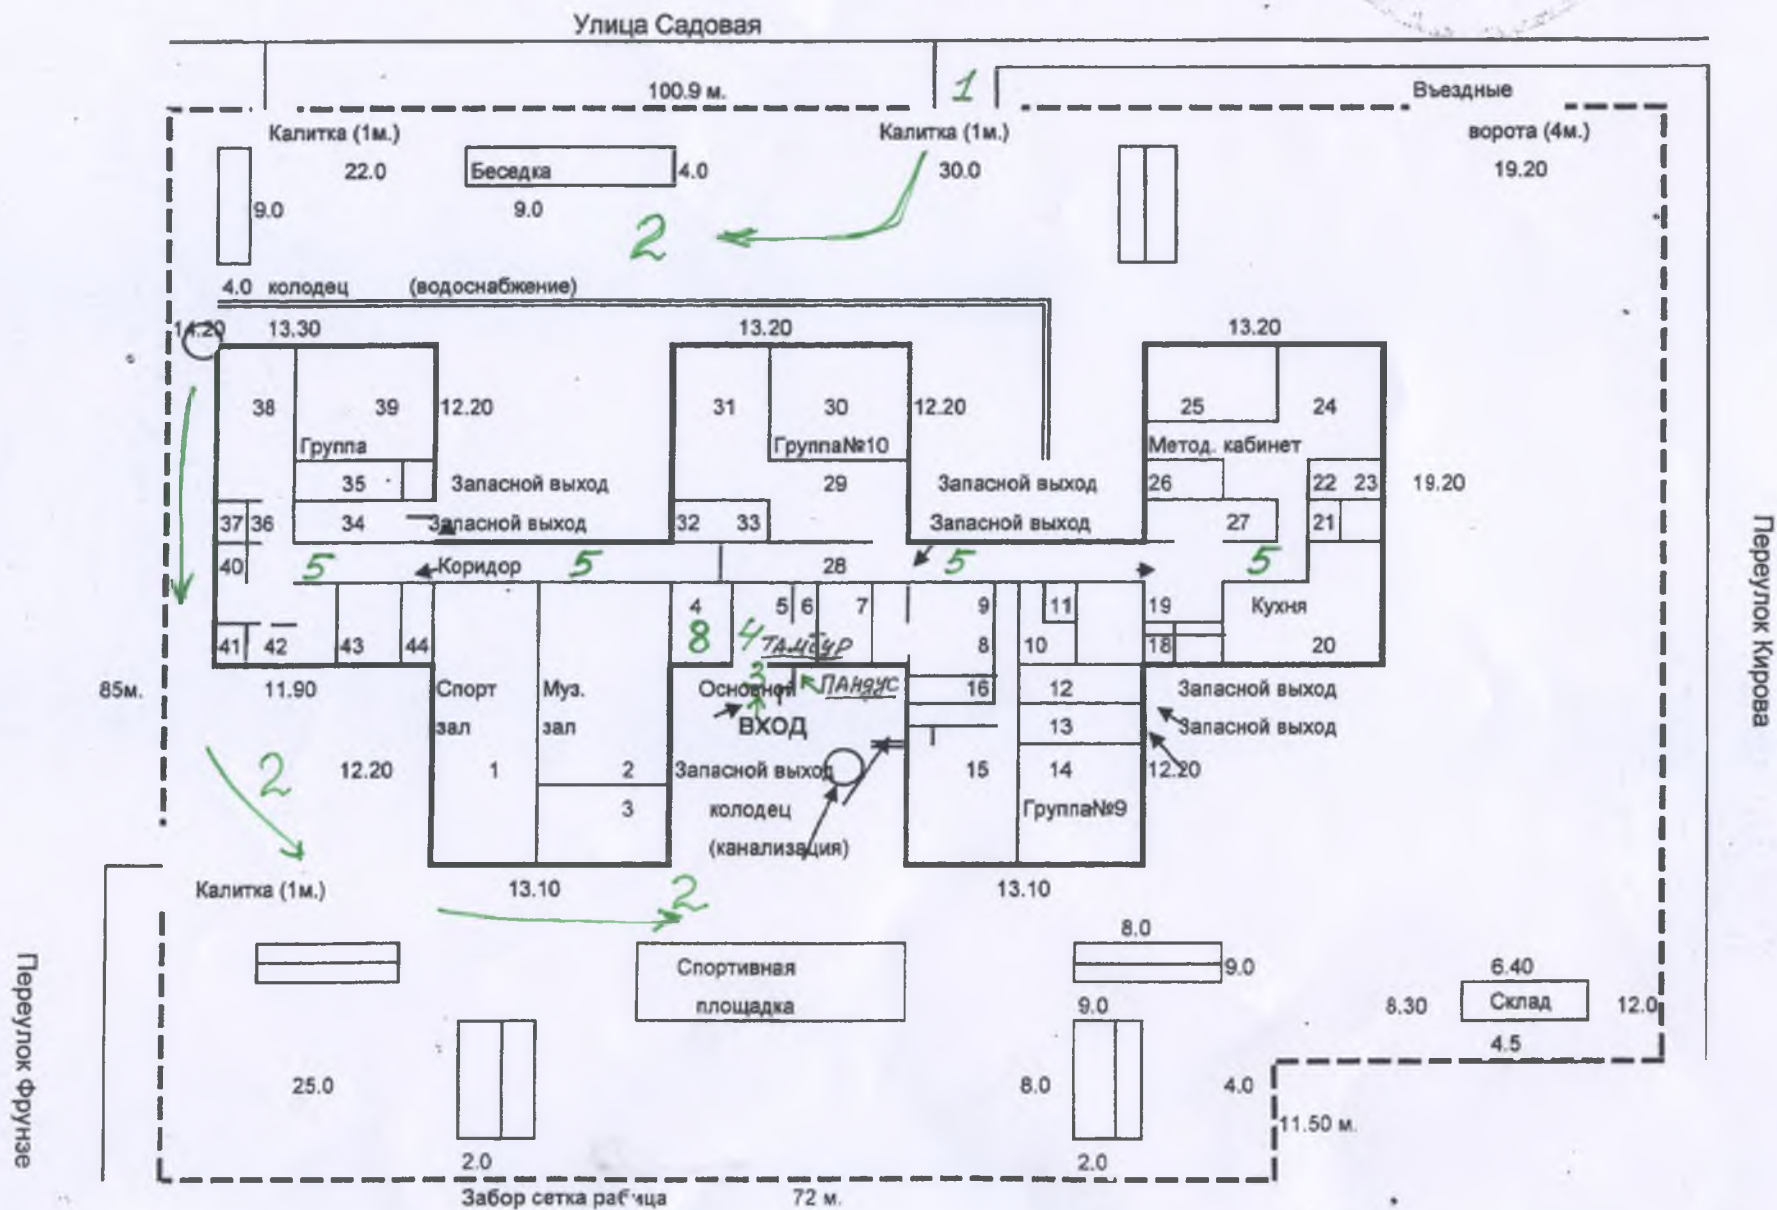 Улица Садовая
100.9 м.
1
Въездные
Калитка (1м.)
Калитка (1м.)
ворота (4м.)
22.0
Беседка
4.0
30.0
19.20
9.0
9.0
2
4.0 колодец (водоснабжение)
14.20
13.30
13.20
13.20
38
39
12.20
31
30
12.20
25
24
Группа
Группа№10
Метод. кабинет
35
Запасной выход
29
Запасной выход
26
22
23
19.20
37
36
34
Запасной выход
32
33
Запасной выход
27
21
40
5
Коридор
5
28
5
5
4
5
6
7
9
11
19
Кухня
41
42
43
44
8
4
ТАМБУР
8
10
18
20
85м.
11.90
Спорт
зал
Муз.
зал
Основной
3
ПАНДУС
ВХОД
16
12
Запасной выход
13
Запасной выход
2
12.20
1
2
Запасной выход
15
14
12.20
3
колодец
(канализация)
Группа№9
Калитка (1м.)
13.10
2
13.10
8.0
Спортивная
площадка
9.0
6.40
9.0
8.30
Склад
12.0
4.5
25.0
8.0
4.0
11.50 м.
2.0
2.0
Забор сетка рабица
72 м.
Переулок Фрунзе
Переулок Кирова